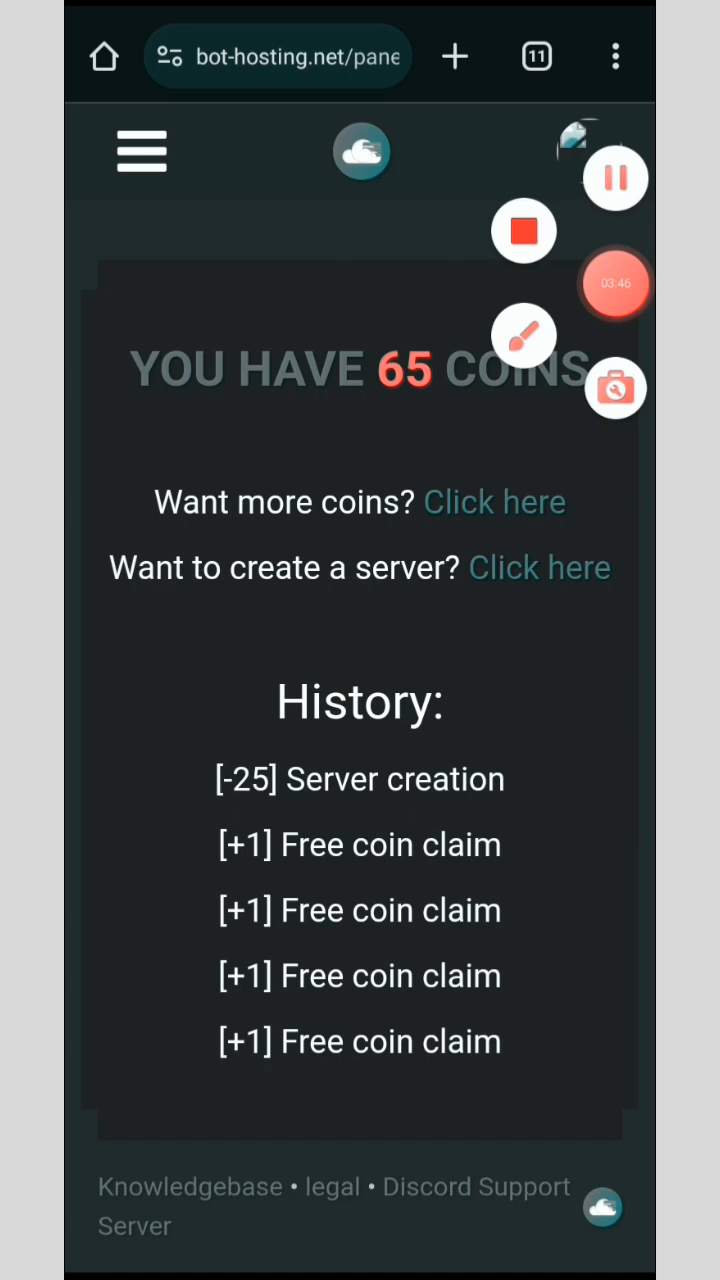 bot-hosting.net/pane
11
03:46
YOU HAVE 65 COINS
Want more coins? Click here
Want to create a server? Click here
History:
[-25] Server creation
[+1] Free coin claim
[+1] Free coin claim
[+1] Free coin claim
[+1] Free coin claim
Knowledgebase • legal • Discord Support
Server